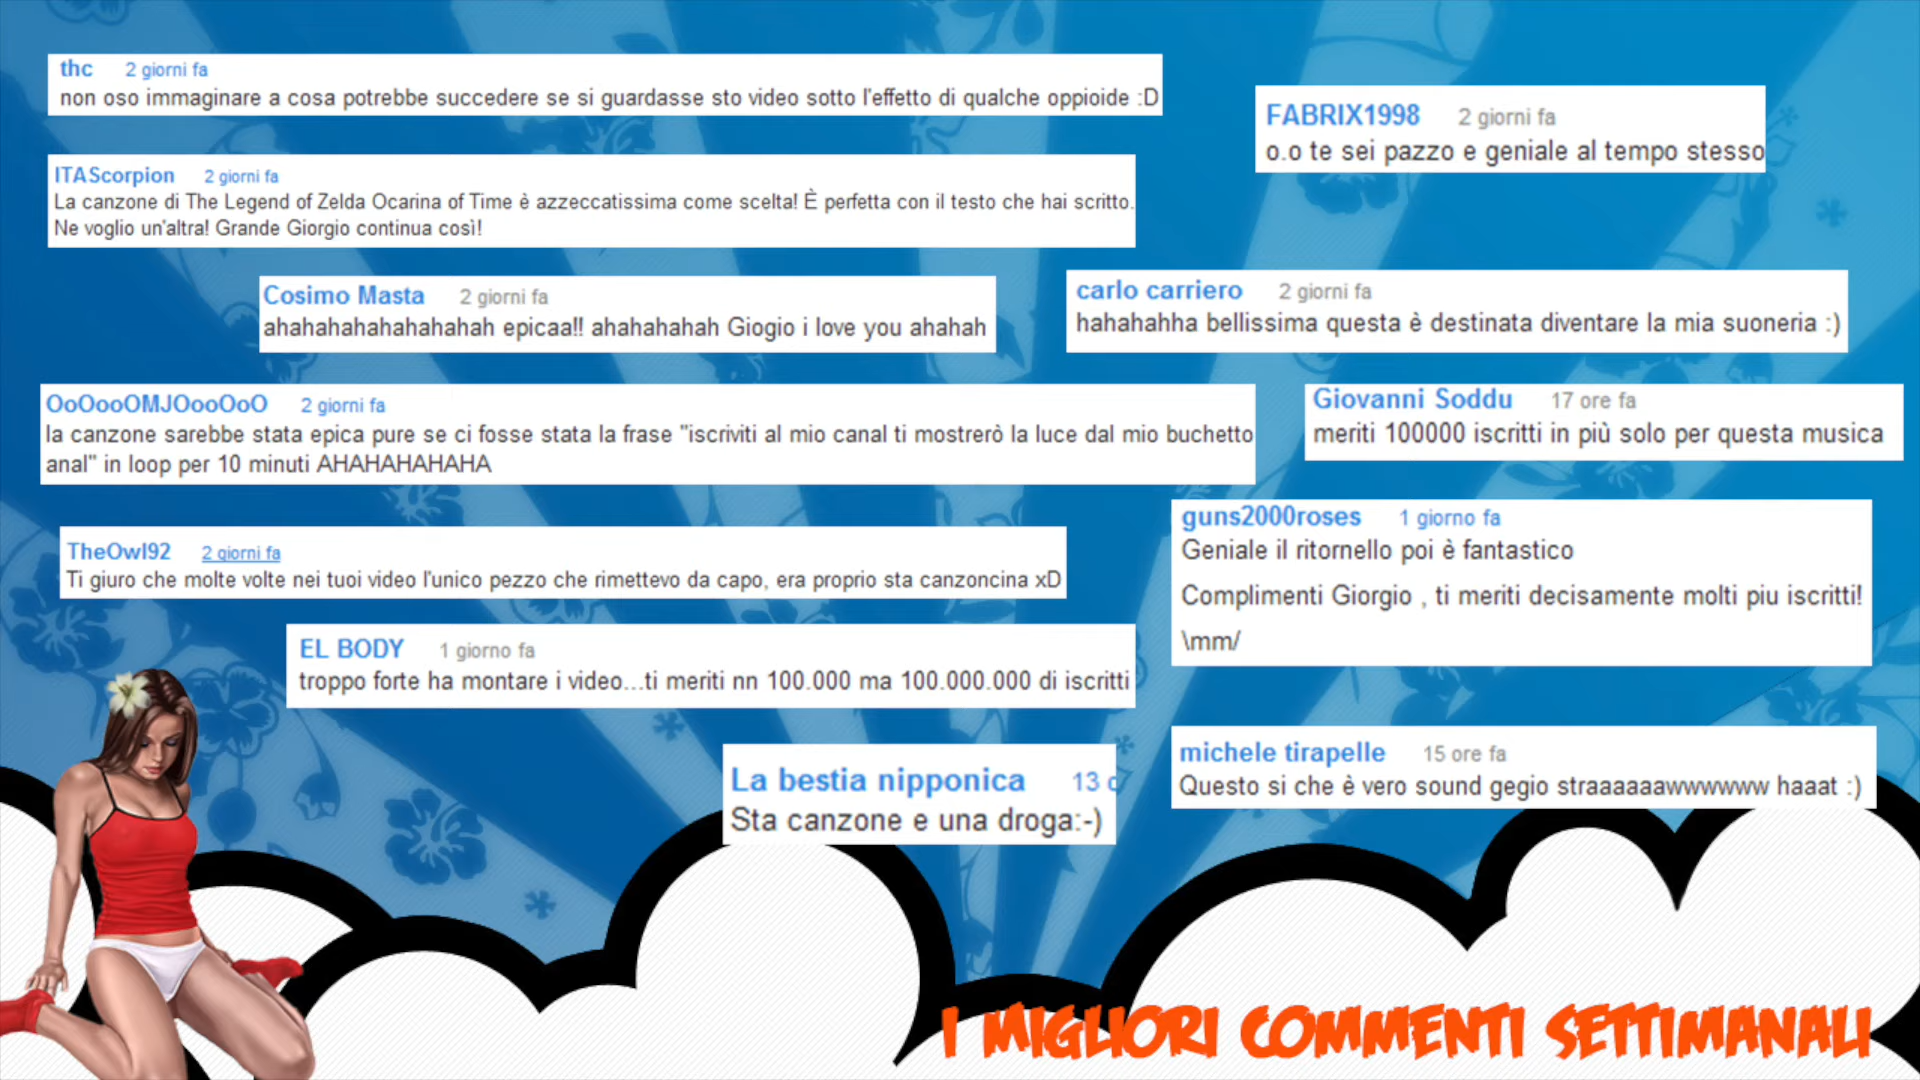 thc 2 giorni fa
non oso immaginare a cosa potrebbe succedere se si guardasse sto video sotto l'effetto di qualche oppioide :D
FABRIX1998 2 giorni fa
o.o te sei pazzo e geniale al tempo stesso
ITAScorpion 2 giorni fa
La canzone di The Legend of Zelda Ocarina of Time è azzeccatissima come scelta! È perfetta con il testo che hai scritto.
Ne voglio un'altra! Grande Giorgio continua così!
Cosimo Masta 2 giorni fa
ahahahahahahahahah epicaa!! ahahahahah Giogio i love you ahahah
carlo carriero 2 giorni fa
hahahahha bellissima questa è destinata diventare la mia suoneria :)
OoOooOMJOooOoO 2 giorni fa
la canzone sarebbe stata epica pure se ci fosse stata la frase "iscriviti al mio canal ti mostrerò la luce dal mio buchetto
anal" in loop per 10 minuti AHAHAHAHAHA
Giovanni Soddu 17 ore fa
meriti 100000 iscritti in più solo per questa musica
guns2000roses 1 giorno fa
Geniale il ritornello poi è fantastico
Complimenti Giorgio , ti meriti decisamente molti piu iscritti!
\mm/
TheOwl92 2 giorni fa
Ti giuro che molte volte nei tuoi video l'unico pezzo che rimettevo da capo, era proprio sta canzoncina xD
EL BODY 1 giorno fa
troppo forte ha montare i video...ti meriti nn 100.000 ma 100.000.000 di iscritti
La bestia nipponica 13
Sta canzone e una droga:-)
michele tirapelle 15 ore fa
Questo si che è vero sound gegio straaaaaawwwwww haaat :)
I MIGLIORI COMMENTI SETTIMANALI